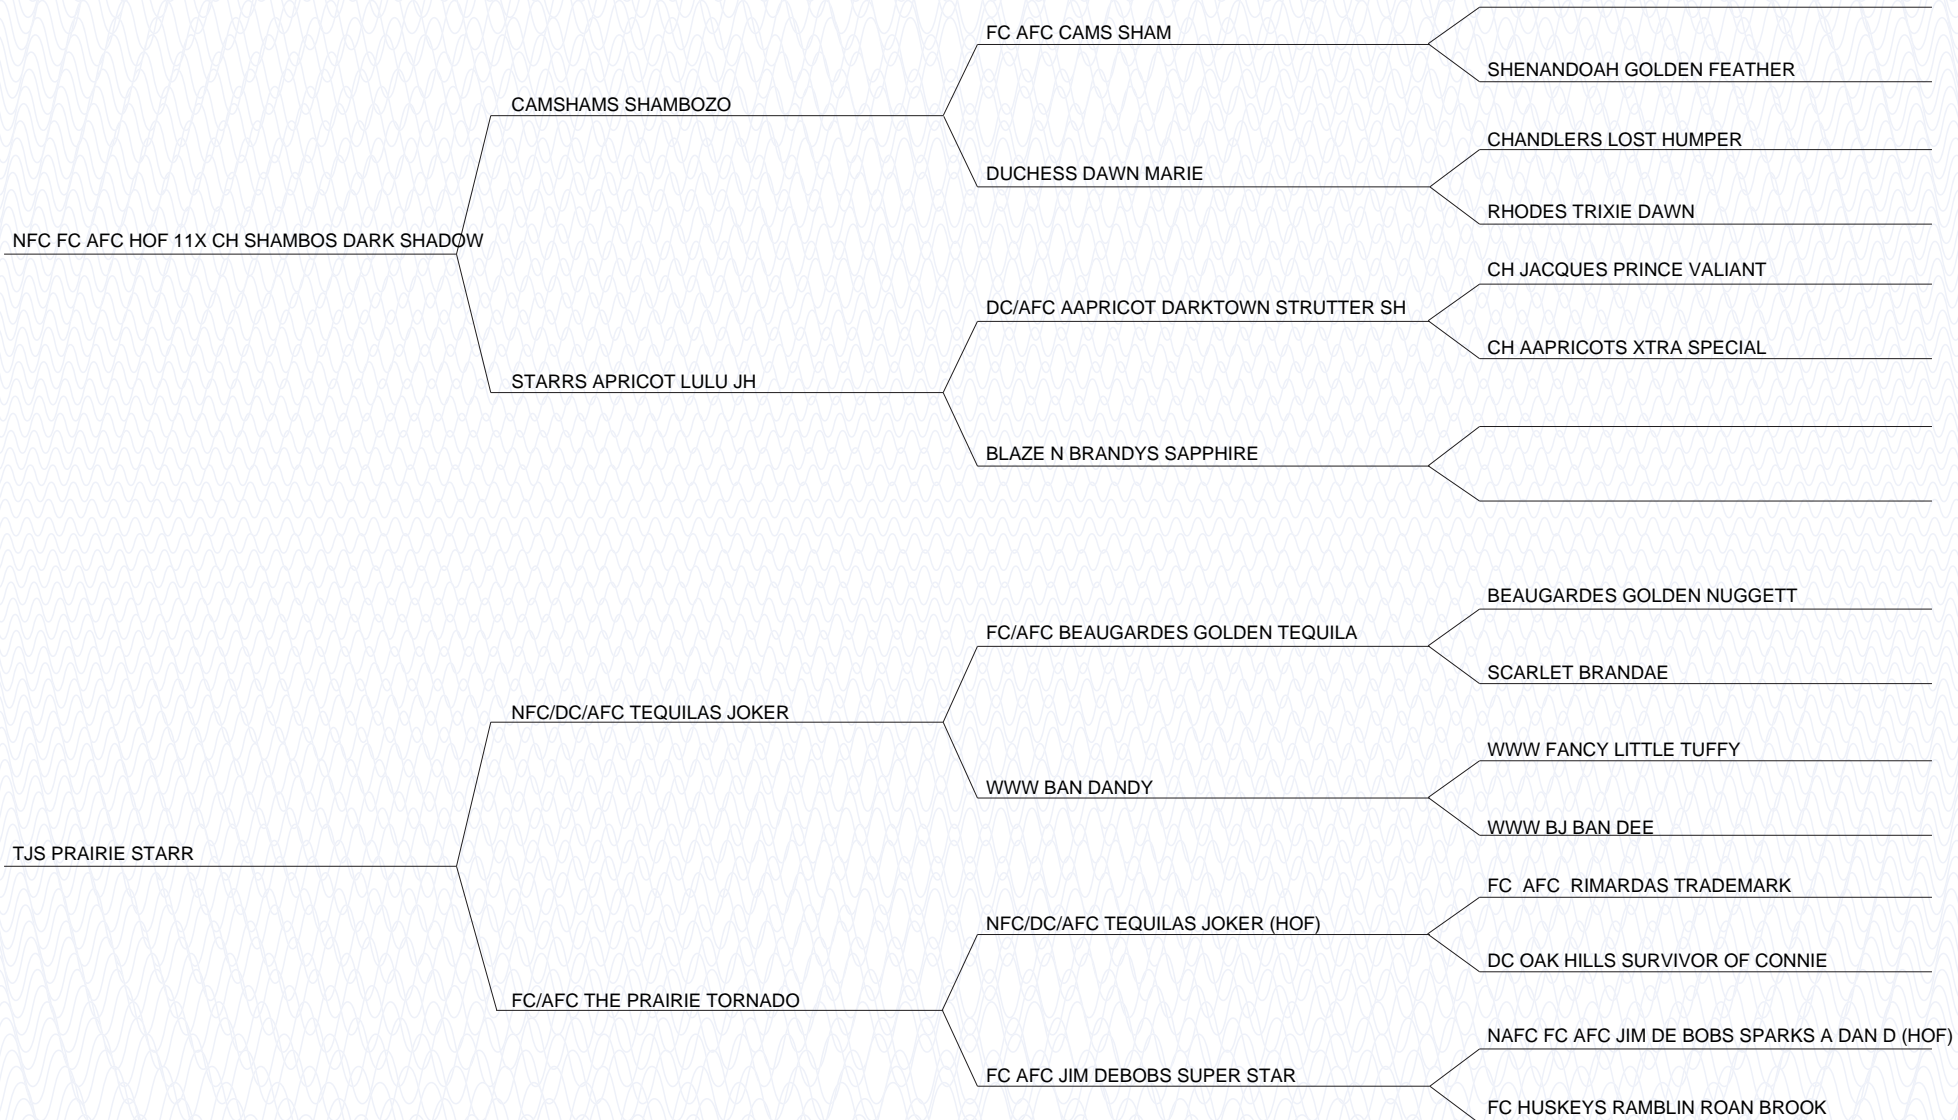 FC AFC CAMS SHAM
SHENANDOAH GOLDEN FEATHER
CAMSHAMS SHAMBOZO
CHANDLERS LOST HUMPER
DUCHESS DAWN MARIE
RHODES TRIXIE DAWN
NFC FC AFC HOF 11X CH SHAMBOS DARK SHADOW
CH JACQUES PRINCE VALIANT
DC/AFC AAPRICOT DARKTOWN STRUTTER SH
CH AAPRICOTS XTRA SPECIAL
STARRS APRICOT LULU JH
BLAZE N BRANDYS SAPPHIRE
BEAUGARDES GOLDEN NUGGETT
FC/AFC BEAUGARDES GOLDEN TEQUILA
SCARLET BRANDAE
NFC/DC/AFC TEQUILAS JOKER
WWW FANCY LITTLE TUFFY
WWW BAN DANDY
WWW BJ BAN DEE
TJS PRAIRIE STARR
FC  AFC  RIMARDAS TRADEMARK
NFC/DC/AFC TEQUILAS JOKER (HOF)
DC OAK HILLS SURVIVOR OF CONNIE
FC/AFC THE PRAIRIE TORNADO
NAFC FC AFC JIM DE BOBS SPARKS A DAN D (HOF)
FC AFC JIM DEBOBS SUPER STAR
FC HUSKEYS RAMBLIN ROAN BROOK